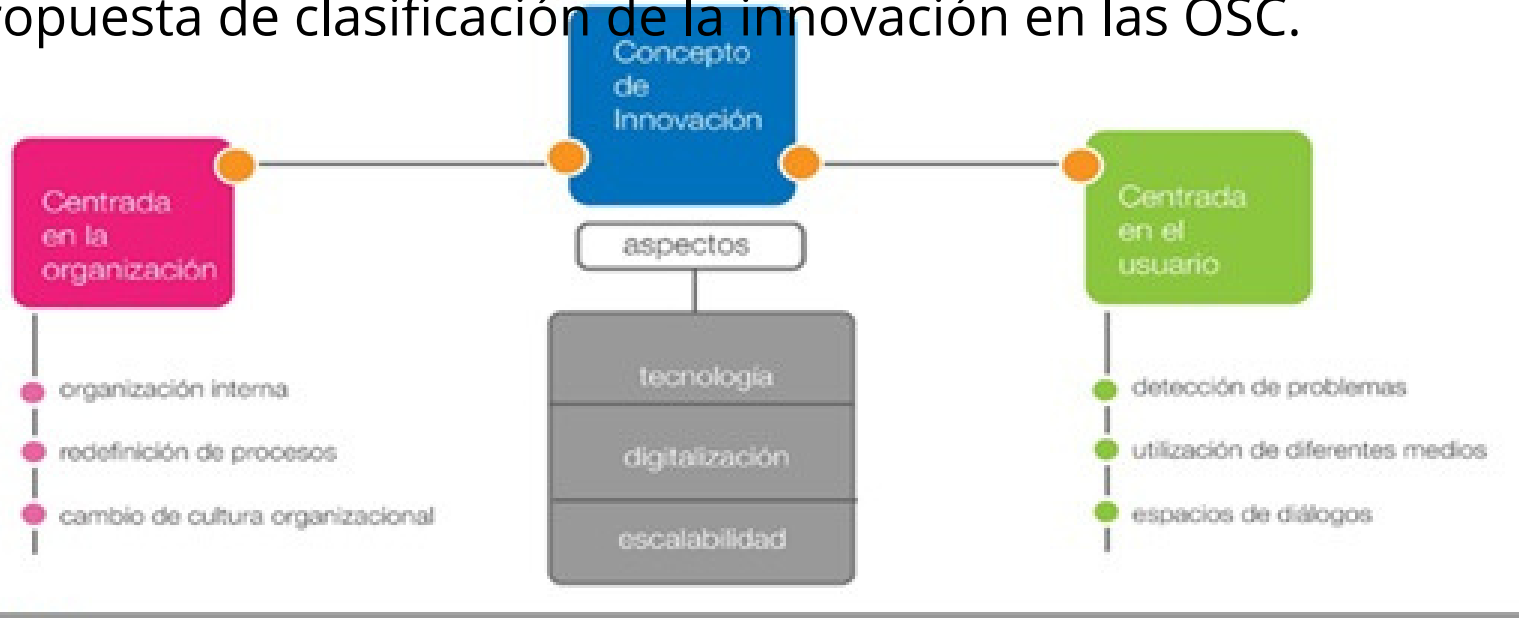 ropuesta de clasificación de la innovación en las OSC.
Concepto
de
Innovación
Centrada
en la
organización
Centrada
en el
usuario
aspectos
tecnología
digitalización
escalabilidad
organización interna
redefinición de procesos
cambio de cultura organizacional
detección de problemas
utilización de diferentes medios
espacios de diálogos